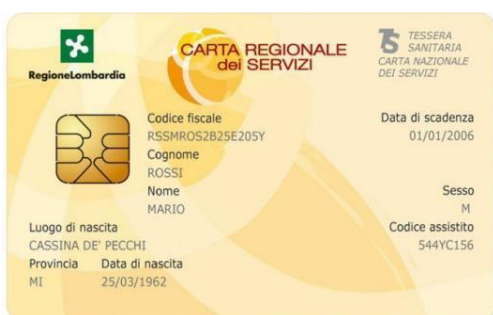 RegioneLombardia
CARTA REGIONALE
dei SERVIZI
TS TESSERA
SANITARIA
CARTA NAZIONALE
DEI SERVIZI
Codice fiscale
RSSMROS2B25E205Y
Data di scadenza
01/01/2006
Cognome
ROSSI
Nome
MARIO
Sesso
M
Luogo di nascita
CASSINA DE' PECCHI
Codice assistito
544YC156
Provincia Data di nascita
MI 25/03/1962